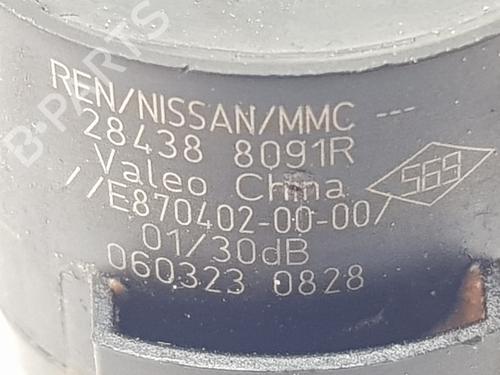 B-PARTS
REN/NISSAN/MMC ---
28438 8091R
Valeo China
S69
//E870402-00-00/
01/30dB
060323 0828